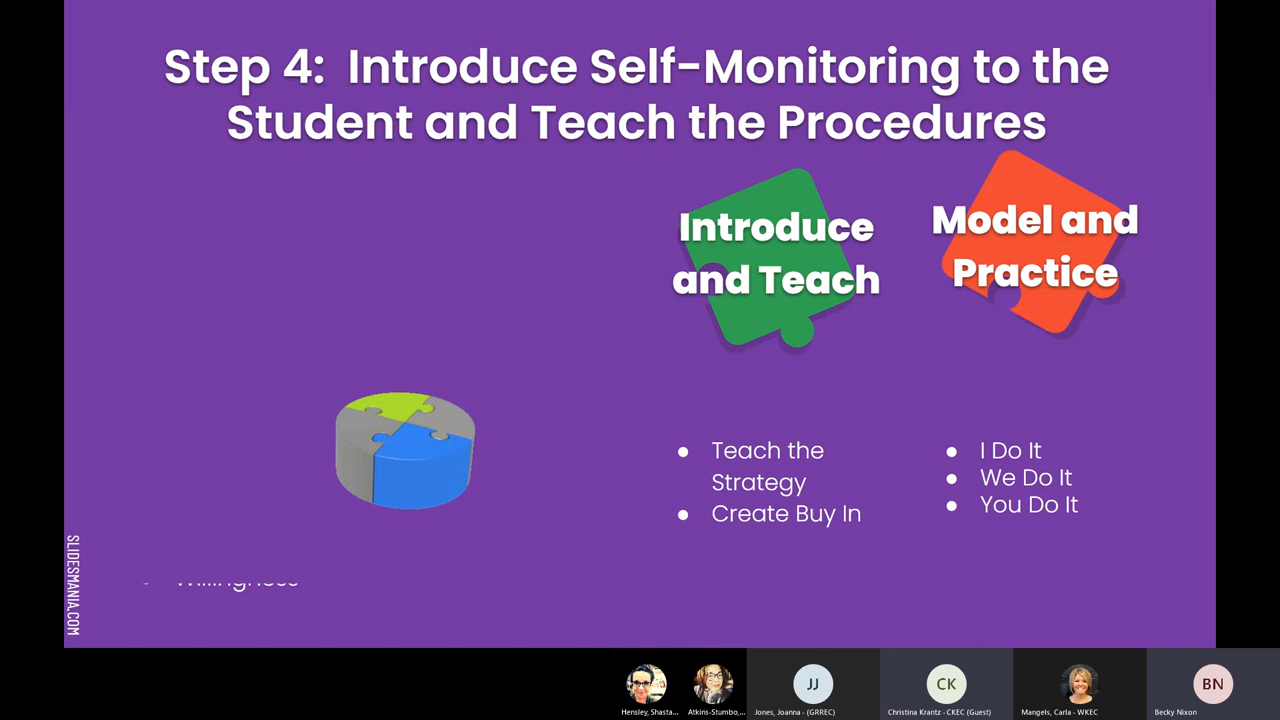 Step 4:  Introduce Self-Monitoring to the
Student and Teach the Procedures
Introduce
and Teach
Model and
Practice
● Teach the
Strategy
● Create Buy In
● I Do It
● We Do It
● You Do It
Willingness
SLIDESMANIA.COM
Hensley, Shasta...
Atkins-Stumbo,...
JJ
Jones, Joanna - (GRREC)
CK
Christina Krantz - CKEC (Guest)
Mangels, Carla - WKEC
BN
Becky Nixon